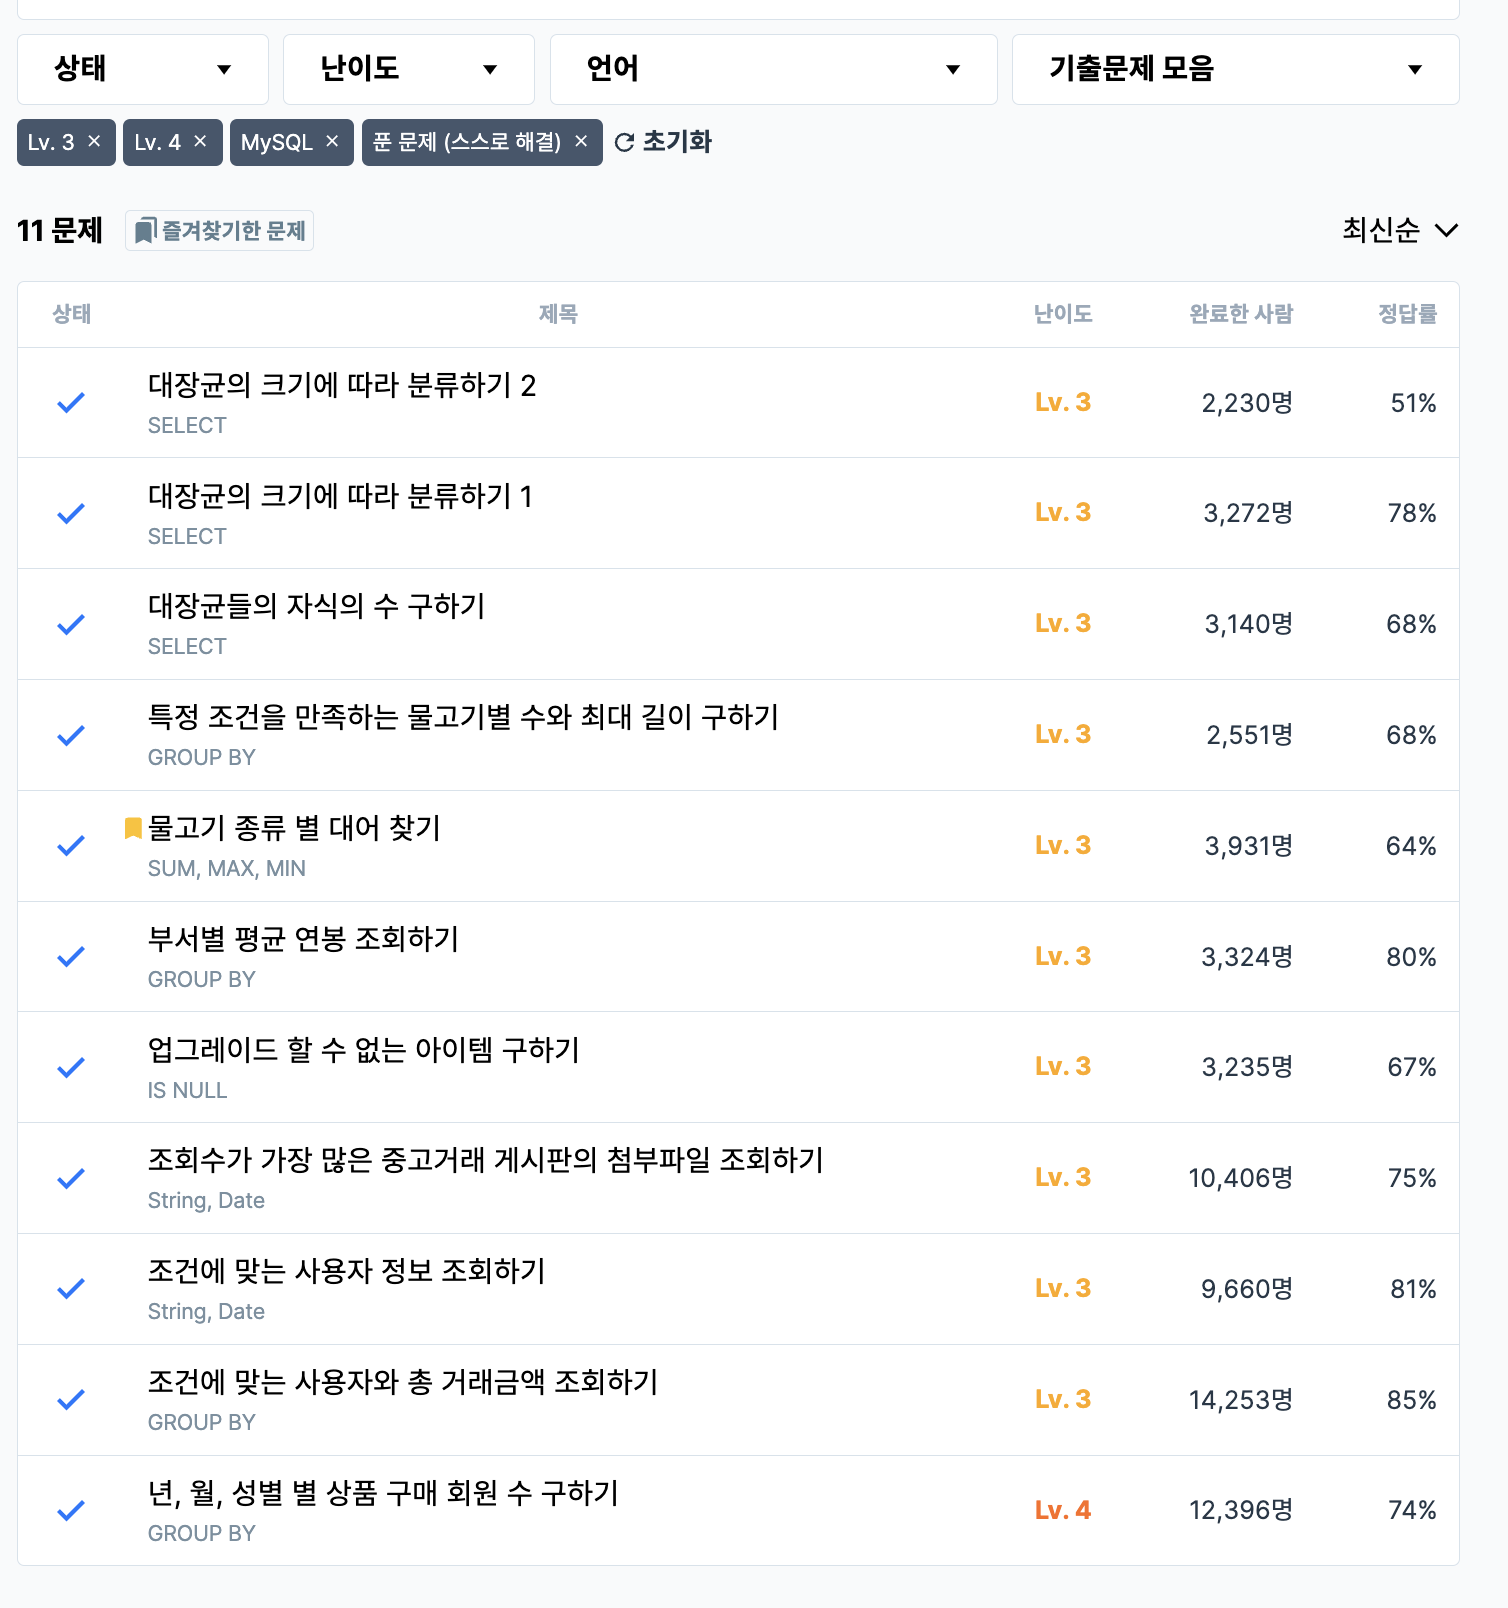 상태 난이도 언어 기출문제 모음
Lv. 3 × Lv. 4 × MySQL × 푼 문제 (스스로 해결) × 초기화
11 문제 즐겨찾기한 문제 최신순
상태 제목 난이도 완료한 사람 정답률
대장균의 크기에 따라 분류하기 2 Lv. 3 2,230명 51%
SELECT
대장균의 크기에 따라 분류하기 1 Lv. 3 3,272명 78%
SELECT
대장균들의 자식의 수 구하기 Lv. 3 3,140명 68%
SELECT
특정 조건을 만족하는 물고기별 수와 최대 길이 구하기 Lv. 3 2,551명 68%
GROUP BY
물고기 종류 별 대어 찾기 Lv. 3 3,931명 64%
SUM, MAX, MIN
부서별 평균 연봉 조회하기 Lv. 3 3,324명 80%
GROUP BY
업그레이드 할 수 없는 아이템 구하기 Lv. 3 3,235명 67%
IS NULL
조회수가 가장 많은 중고거래 게시판의 첨부파일 조회하기 Lv. 3 10,406명 75%
String, Date
조건에 맞는 사용자 정보 조회하기 Lv. 3 9,660명 81%
String, Date
조건에 맞는 사용자와 총 거래금액 조회하기 Lv. 3 14,253명 85%
GROUP BY
년, 월, 성별 별 상품 구매 회원 수 구하기 Lv. 4 12,396명 74%
GROUP BY